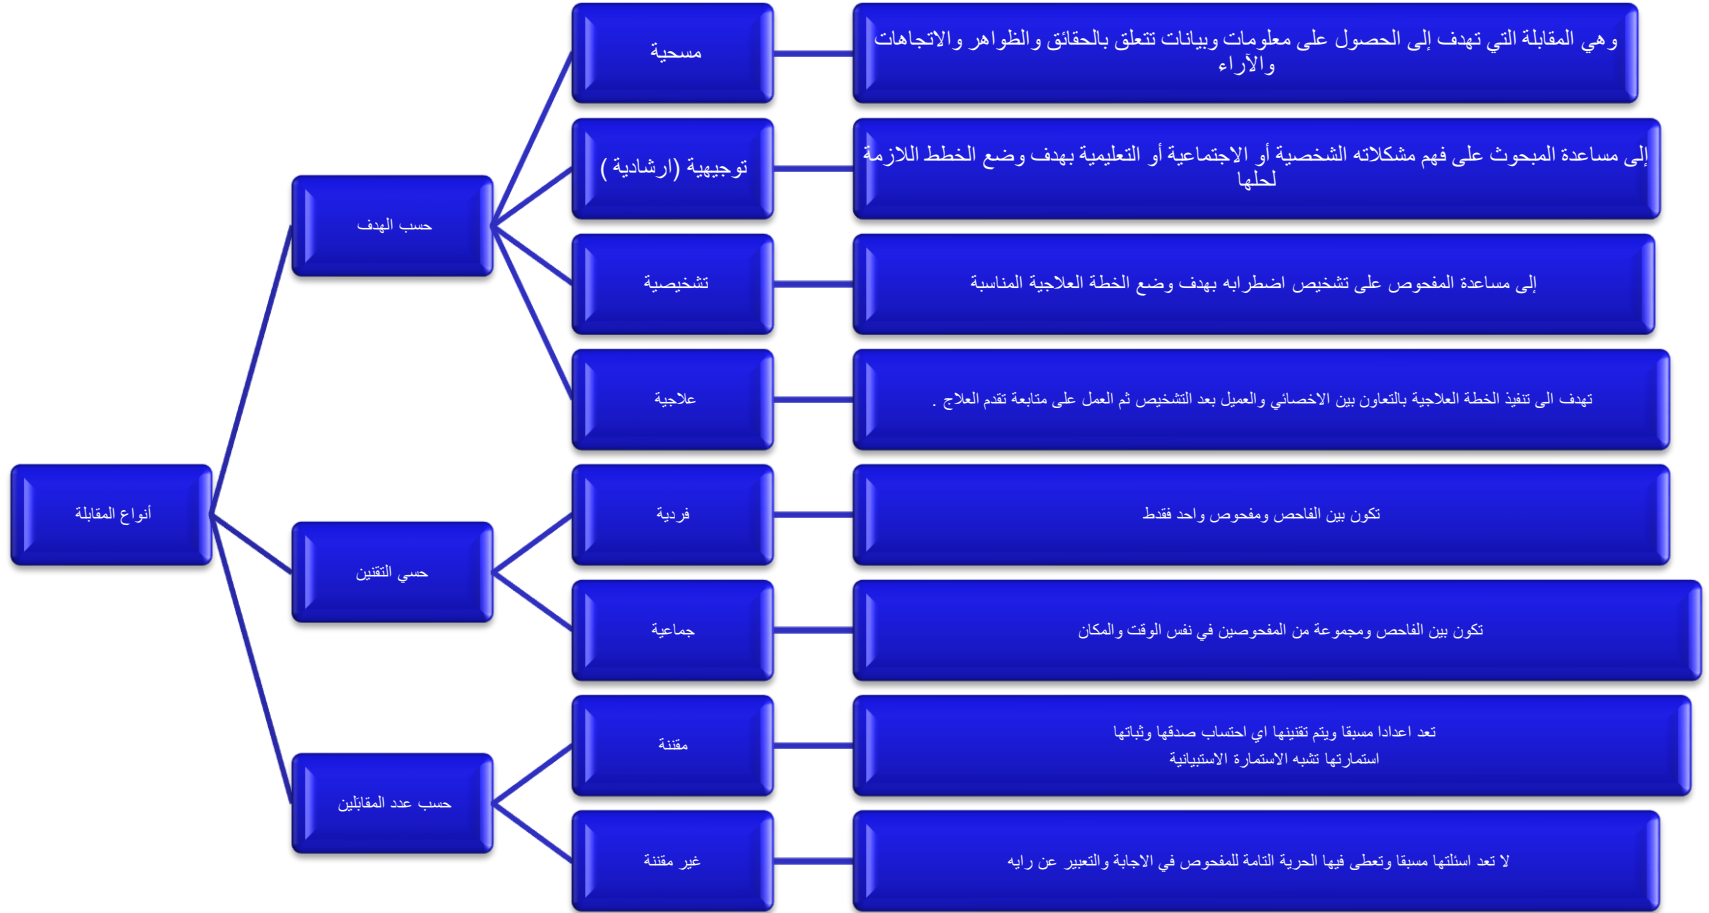 أنواع المقابلة
حسب الهدف
مسحية
وهي المقابلة التي تهدف إلى الحصول على معلومات وبيانات تتعلق بالحقائق والظواهر والاتجاهات
والآراء
توجيهية (ارشادية )
إلى مساعدة المبحوث على فهم مشكلاته الشخصية أو الاجتماعية أو التعليمية بهدف وضع الخطط اللازمة
لحلها
تشخيصية
إلى مساعدة المفحوص على تشخيص اضطرابه بهدف وضع الخطة العلاجية المناسبة
علاجية
تهدف الى تنفيذ الخطة العلاجية بالتعاون بين الاخصائي والعميل بعد التشخيص ثم العمل على متابعة تقدم العلاج .
حسي التقنين
فردية
تكون بين الفاحص ومفحوص واحد فقدط
جماعية
تكون بين الفاحص ومجموعة من المفحوصين في نفس الوقت والمكان
حسب عدد المقابَلين
مقننة
تعد اعدادا مسبقا ويتم تقنينها اي احتساب صدقها وثباتها
استمارتها تشبه الاستمارة الاستبيانية
غير مقننة
لا تعد اسئلتها مسبقا وتعطى فيها الحرية التامة للمفحوص في الاجابة والتعبير عن رايه